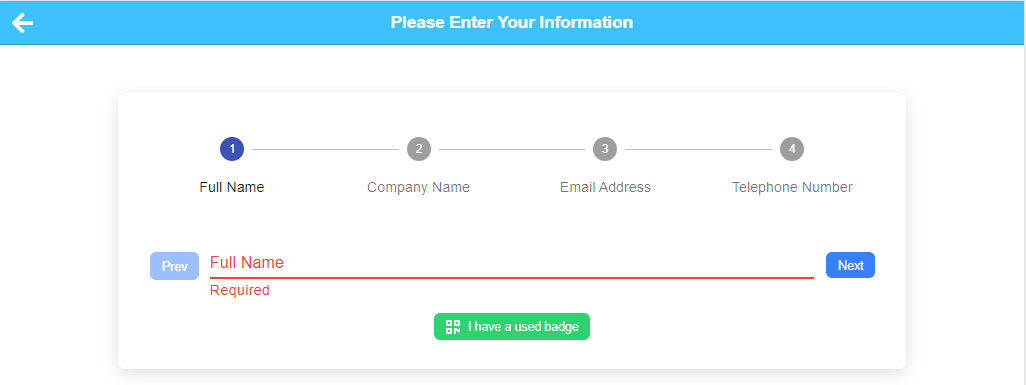 Please Enter Your Information
1 2 3 4
Full Name Company Name Email Address Telephone Number
Prev Full Name Next
Required
I have a used badge